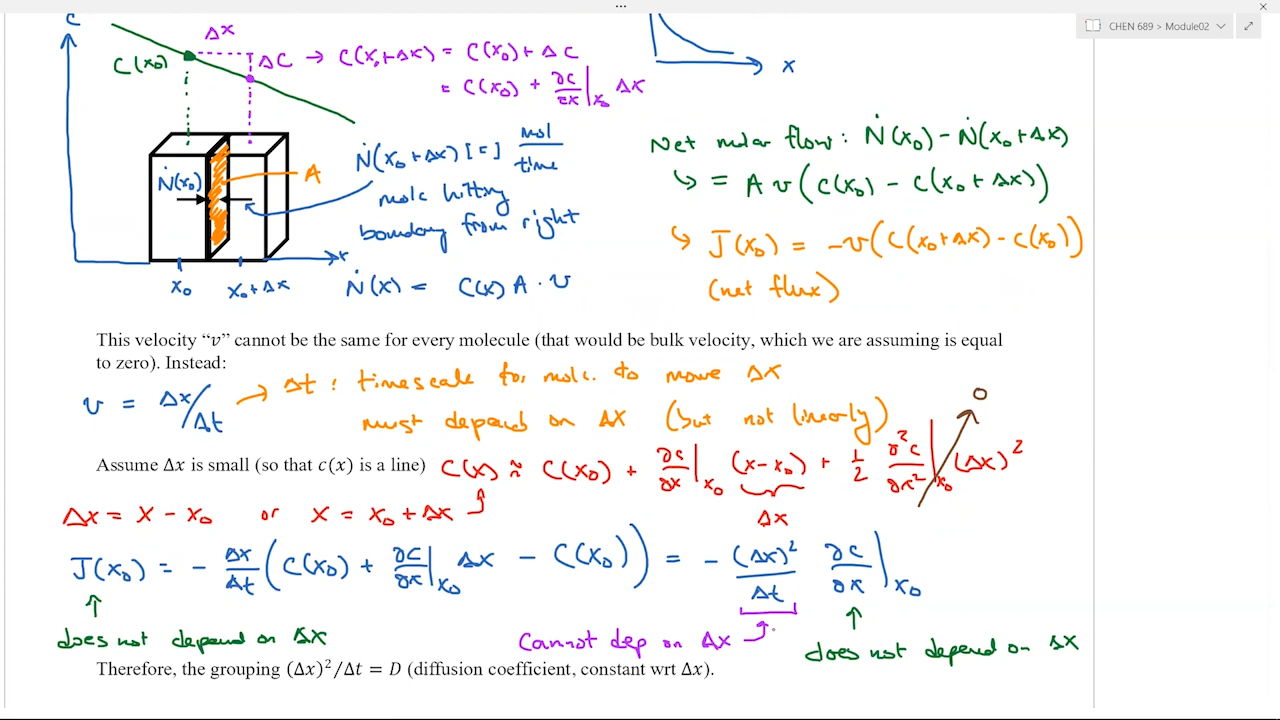 CHEN 689 > Module02
c
Δx
x
C(x₀)
ΔC → C(x₀+Δx) = C(x₀) + ΔC
= C(x₀) + ∂c/∂x|x₀ Δx
Ṅ(x₀)
A
Ṅ(x₀+Δx) [=] mol/time
molc hitting
boundary from right
x
x₀
x₀+Δx
Ṅ(x) = C(x) A · v
Net molar flow: Ṅ(x₀) - Ṅ(x₀+Δx)
↳ = A v (C(x₀) - C(x₀+Δx))
↳ J(x₀) = -v(C(x₀+Δx) - C(x₀))
(net flux)
This velocity “v” cannot be the same for every molecule (that would be bulk velocity, which we are assuming is equal
to zero). Instead:
v = Δx/Δt → Δt : timescale for molc. to move Δx
must depend on Δx (but not linearly)
0
Assume Δx is small (so that c(x) is a line) C(x) ≈ C(x₀) + ∂c/∂x|x₀ (x-x₀) + 1/2 ∂²c/∂x²|x₀ (Δx)²
Δx
Δx = x - x₀ or x = x₀ + Δx
J(x₀) = - Δx/Δt (C(x₀) + ∂c/∂x|x₀ Δx - C(x₀)) = - (Δx)²/Δt ∂c/∂x|x₀
↑
does not depend on Δx
Cannot dep on Δx
↑
does not depend on Δx
Therefore, the grouping (Δx)²/Δt = D (diffusion coefficient, constant wrt Δx).